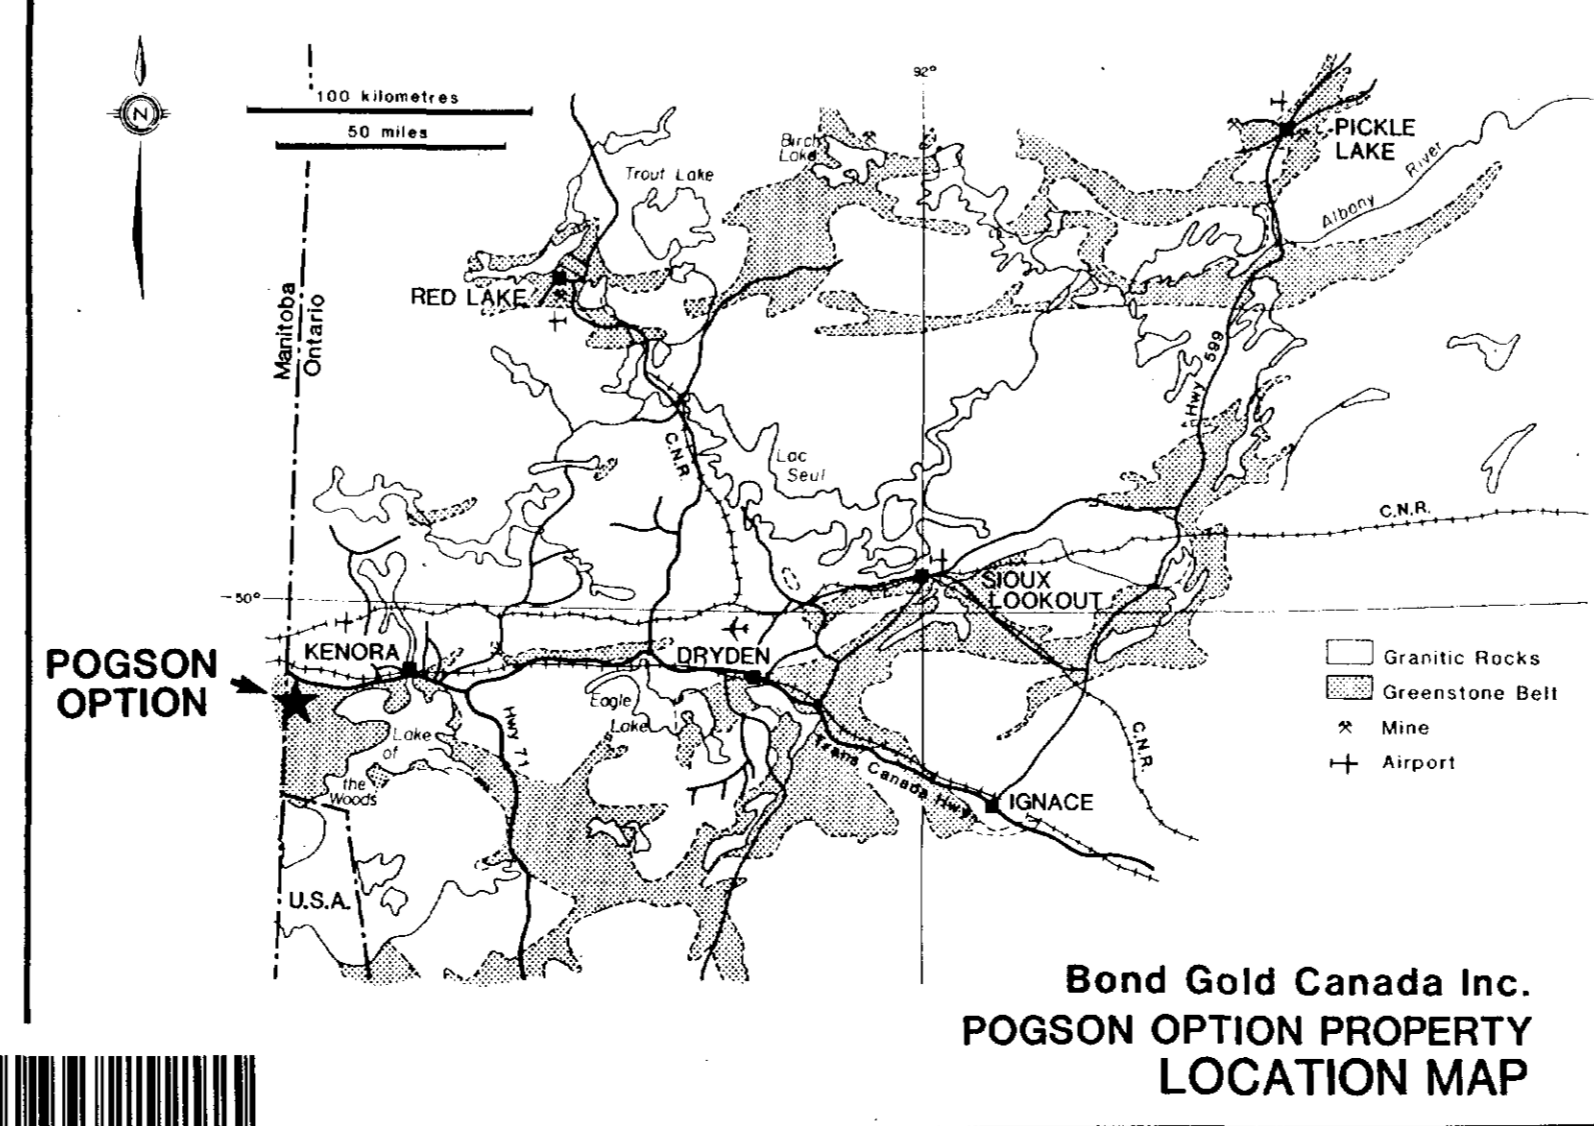 N
100 kilometres
50 miles
92°
Birch
Lake
PICKLE
LAKE
Trout Lake
Albony River
RED LAKE
Manitoba
Ontario
Hwy 599
C.N.R.
Lac
Seul
C.N.R.
50°
SIOUX
LOOKOUT
KENORA
DRYDEN
POGSON
OPTION
Eagle
Lake
Hwy 71
Lake
of
the
Woods
Trans Canada Hwy
C.N.R.
IGNACE
U.S.A.
Granitic Rocks
Greenstone Belt
Mine
Airport
Bond Gold Canada Inc.
POGSON OPTION PROPERTY
LOCATION MAP